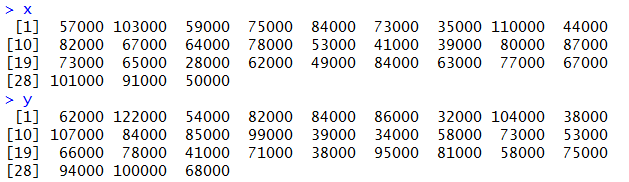 > x
 [1]  57000 103000  59000  75000  84000  73000  35000 110000  44000
[10]  82000  67000  64000  78000  53000  41000  39000  80000  87000
[19]  73000  65000  28000  62000  49000  84000  63000  77000  67000
[28] 101000  91000  50000
> y
 [1]  62000 122000  54000  82000  84000  86000  32000 104000  38000
[10] 107000  84000  85000  99000  39000  34000  58000  73000  53000
[19]  66000  78000  41000  71000  38000  95000  81000  58000  75000
[28]  94000 100000  68000